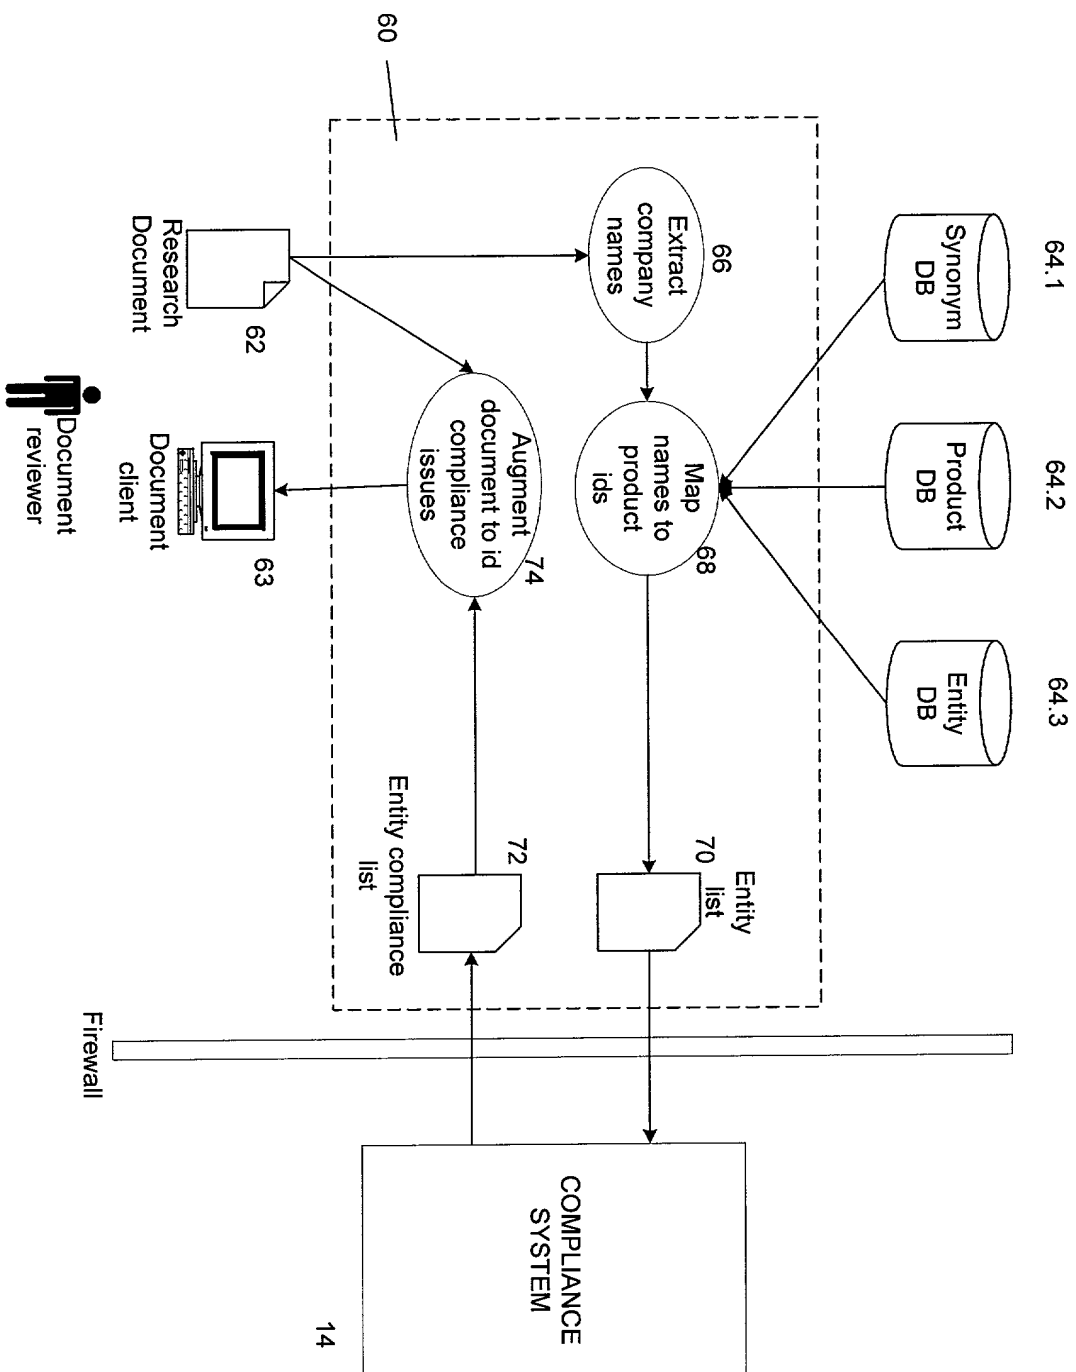 64.1
64.2
64.3
Synonym
DB
Product
DB
Entity
DB
66
Extract
company
names
68
Map
names to
product
ids
Entity
list
70
COMPLIANCE
SYSTEM
14
74
Augment
document to id
compliance
issues
72
Entity compliance
list
60
62
Research
Document
63
Document
client
Document
reviewer
Firewall